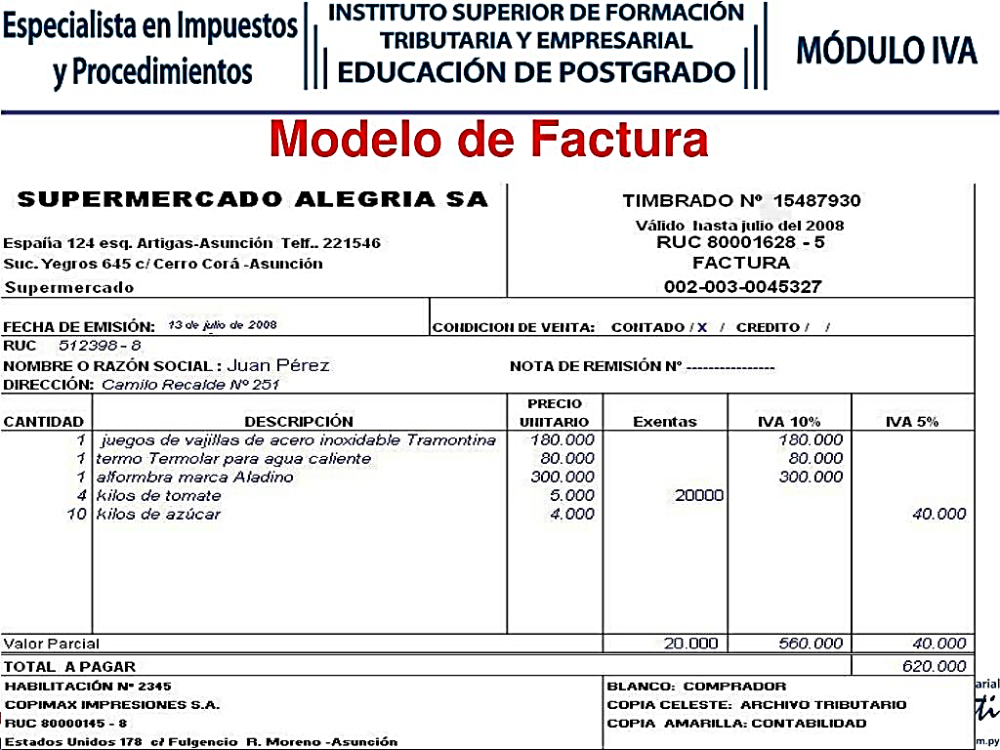 Especialista en Impuestos
y Procedimientos
INSTITUTO SUPERIOR DE FORMACIÓN
TRIBUTARIA Y EMPRESARIAL
EDUCACIÓN DE POSTGRADO
MÓDULO IVA
Modelo de Factura
SUPERMERCADO ALEGRIA SA
España 124 esq. Artigas-Asunción Telf.. 221546
Suc. Yegros 645 c/ Cerro Corá -Asunción
Supermercado
TIMBRADO Nº 15487930
Válido hasta julio del 2008
RUC 80001628 - 5
FACTURA
002-003-0045327
FECHA DE EMISIÓN: 13 de julio de 2008
CONDICION DE VENTA: CONTADO / X / CREDITO / /
RUC 512398 - 8
NOMBRE O RAZÓN SOCIAL : Juan Pérez NOTA DE REMISIÓN Nº ----------------
DIRECCIÓN: Camilo Recalde Nº 251
CANTIDAD DESCRIPCIÓN PRECIO UNITARIO Exentas IVA 10% IVA 5%
1 juegos de vajillas de acero inoxidable Tramontina 180.000 180.000
1 termo Termolar para agua caliente 80.000 80.000
1 alformbra marca Aladino 300.000 300.000
4 kilos de tomate 5.000 20000
10 kilos de azúcar 4.000 40.000
Valor Parcial 20.000 560.000 40.000
TOTAL A PAGAR 620.000
HABILITACIÓN Nº 2345
COPIMAX IMPRESIONES S.A.
RUC 80000145 - 8
Estados Unidos 178 c/ Fulgencio R. Moreno -Asunción
BLANCO: COMPRADOR
COPIA CELESTE: ARCHIVO TRIBUTARIO
COPIA AMARILLA: CONTABILIDAD
arial
ti
m.py